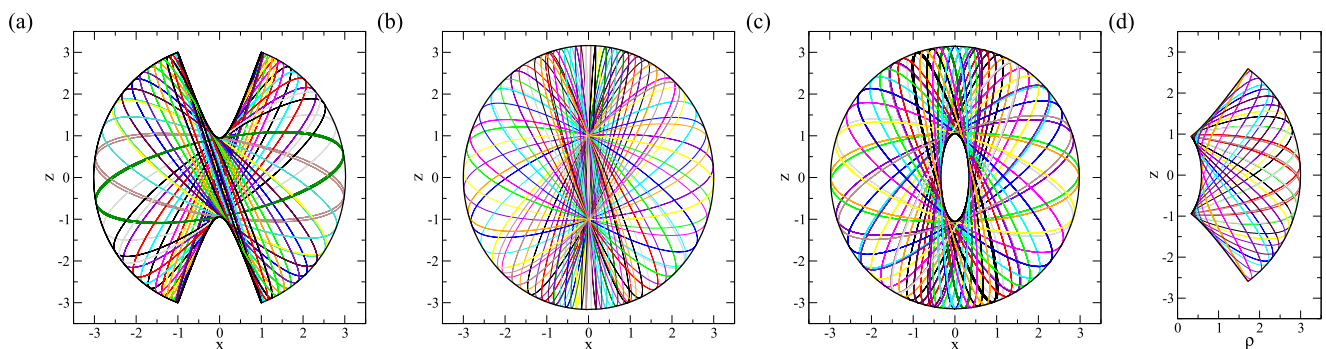 (a) (b) (c) (d)
3 3 3 3
2 2 2 2
1 1 1 1
z 0 z 0 z 0 z 0
-1 -1 -1 -1
-2 -2 -2 -2
-3 -3 -3 -3
-3 -2 -1 0 1 2 3 -3 -2 -1 0 1 2 3 -3 -2 -1 0 1 2 3 0 1 2 3
x x x ρ